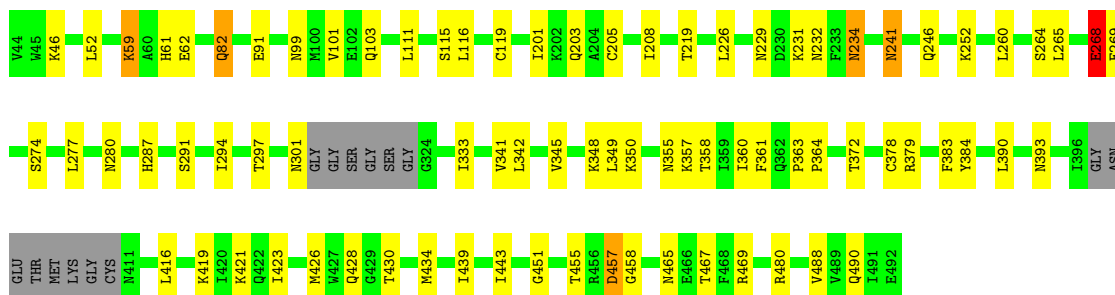 V44 W45 K46 L52 K59 A60 H61 E62 Q82 E91 N99 M100 V101 E102 Q103 L111 S115 L116 C119 I201 K202 Q203 A204 C205 I208 T219 L226 N229 D230 K231 N232 F233 N234 N241 Q246 K252 L260 S264 L265 E268
S274 L277 N280 H287 S291 I294 T297 N301 GLY GLY SER GLY SER GLY G324 I333 V341 L342 V345 K348 L349 K350 N355 K357 T358 I359 I360 F361 Q362 P363 P364 T372 C378 R379 F383 Y384 L390 N393 I396 GLY ASN
GLU THR MET LYS GLY CYS N411 L416 K419 I420 K421 Q422 I423 M426 W427 Q428 G429 T430 M434 I439 I443 G451 T455 R456 D457 G458 N465 E466 T467 F468 R469 R480 V488 V489 Q490 I491 E492